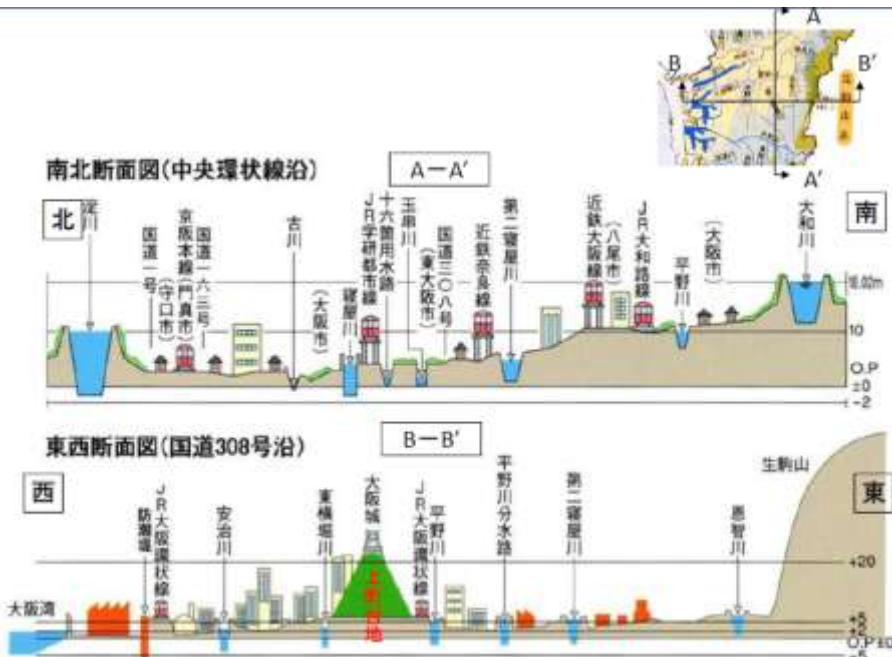 A
B
B′
A′
南北断面図(中央環状線沿)
A－A′
北
南
淀川
国道一号
(守口市)
京阪本線(門真市)
国道一六三号
古川
(大阪市)
寝屋川
JR学研都市線
十六箇用水路
玉串川
(東大阪市)
国道三〇八号
近鉄奈良線
第二寝屋川
近鉄大阪線
(八尾市)
JR大和路線
平野川
(大阪市)
大和川
10
O.P
±0
−2
東西断面図(国道308号沿)
B－B′
西
東
大阪湾
防潮堤
JR大阪環状線
安治川
東横堀川
大阪城
上町台地
JR大阪環状線
平野川
平野川分水路
第二寝屋川
恩智川
生駒山
+20
+5
+2
O.P±0
−5